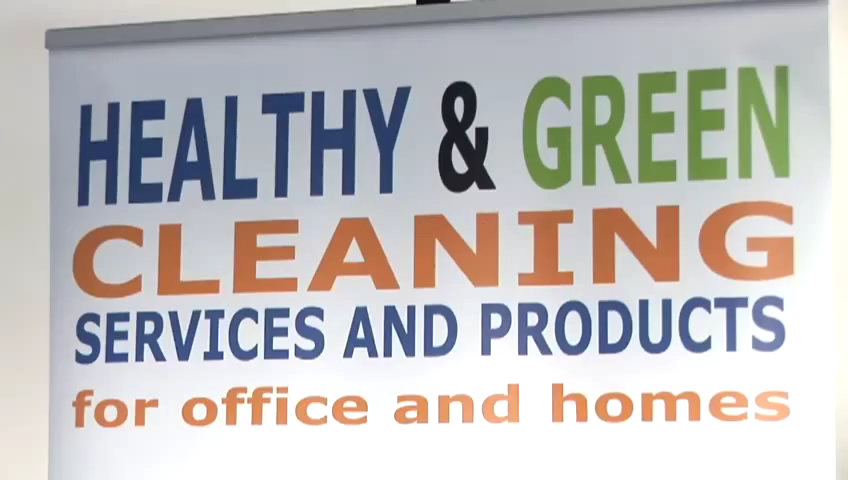 HEALTHY & GREEN
CLEANING
SERVICES AND PRODUCTS
for office and homes